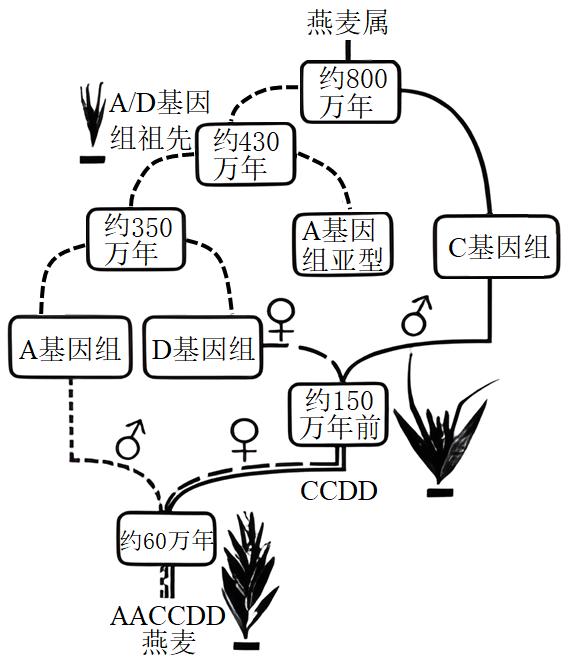 燕麦属
约800
万年
A/D基因
组祖先
约430
万年
约350
万年
A基因
组亚型
C基因组
A基因组
D基因组
♀
♂
约150
万年前
♂
♀
CCDD
约60万年
AACCDD
燕麦